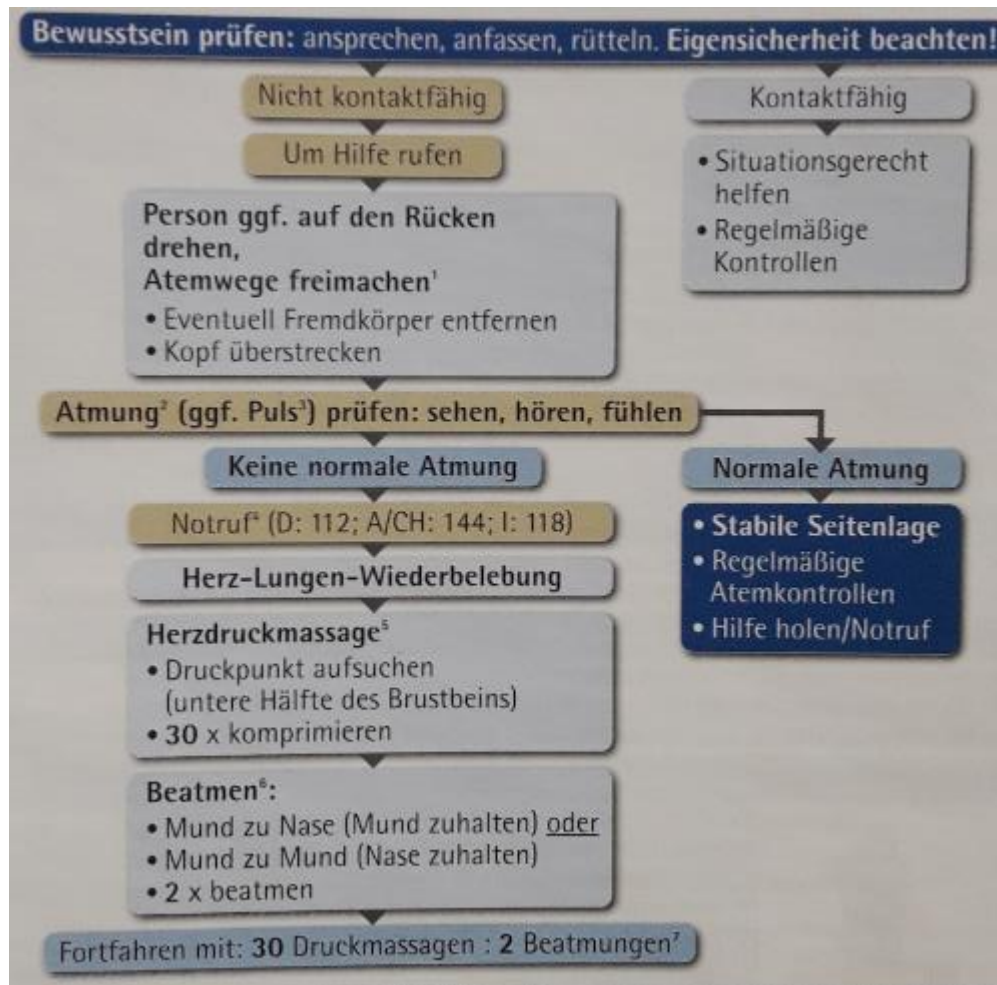 Bewusstsein prüfen: ansprechen, anfassen, rütteln. Eigensicherheit beachten!
Nicht kontaktfähig
Um Hilfe rufen
Person ggf. auf den Rücken
drehen,
Atemwege freimachen¹
• Eventuell Fremdkörper entfernen
• Kopf überstrecken
Kontaktfähig
• Situationsgerecht
helfen
• Regelmäßige
Kontrollen
Atmung² (ggf. Puls³) prüfen: sehen, hören, fühlen
Keine normale Atmung
Notruf⁴ (D: 112; A/CH: 144; I: 118)
Herz-Lungen-Wiederbelebung
Herzdruckmassage⁵
• Druckpunkt aufsuchen
(untere Hälfte des Brustbeins)
• 30 x komprimieren
Beatmen⁶:
• Mund zu Nase (Mund zuhalten) oder
• Mund zu Mund (Nase zuhalten)
• 2 x beatmen
Fortfahren mit: 30 Druckmassagen : 2 Beatmungen⁷
Normale Atmung
• Stabile Seitenlage
• Regelmäßige
Atemkontrollen
• Hilfe holen/Notruf